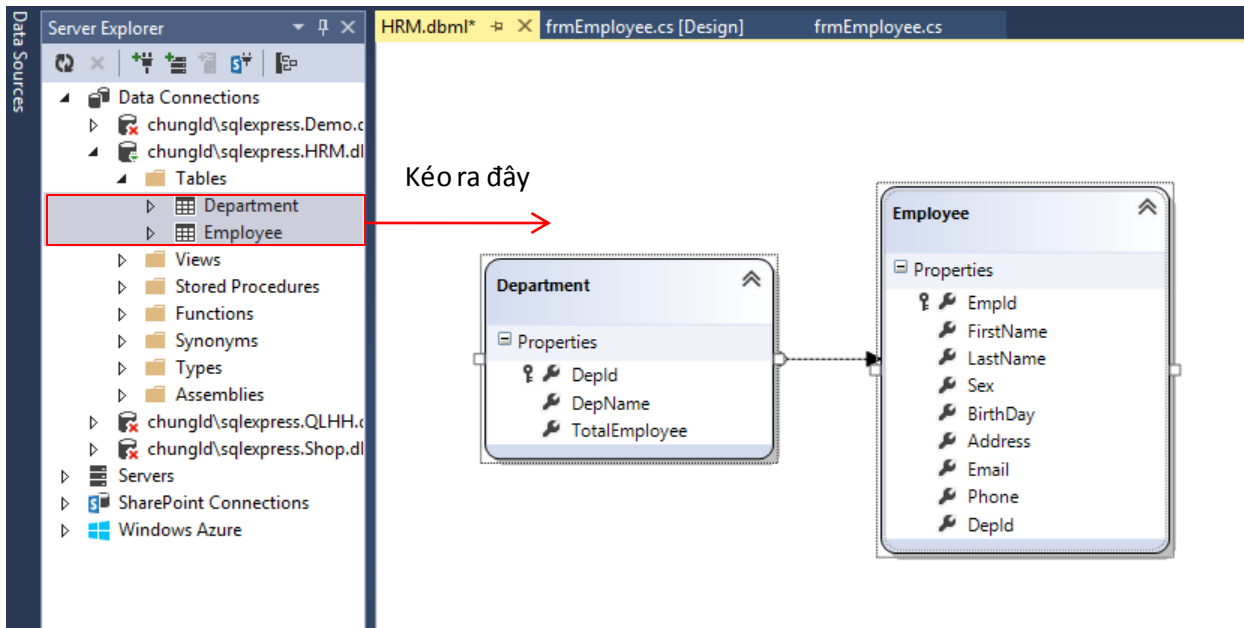 Data Sources
Server Explorer
HRM.dbml*
frmEmployee.cs [Design]
frmEmployee.cs
Data Connections
chungld\sqlexpress.Demo.d
chungld\sqlexpress.HRM.dl
Tables
Department
Employee
Views
Stored Procedures
Functions
Synonyms
Types
Assemblies
chungld\sqlexpress.QLHH.
chungld\sqlexpress.Shop.dl
Servers
SharePoint Connections
Windows Azure
Kéo ra đây
Department
Properties
DepId
DepName
TotalEmployee
Employee
Properties
EmpId
FirstName
LastName
Sex
BirthDay
Address
Email
Phone
DepId